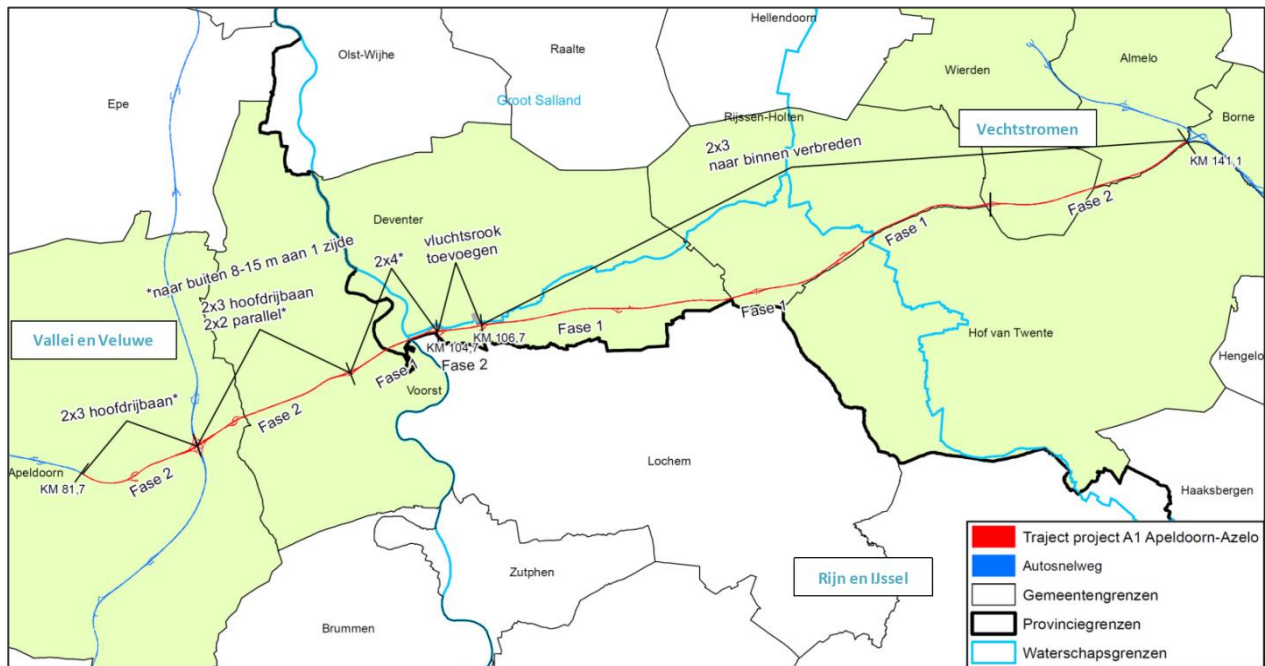 Hellendoorn
Olst-Wijhe
Raalte
Almelo
Wierden
Epe
Groot Salland
Rijssen-Holten
Borne
Vechtstromen
2x3
naar binnen verbreden
KM 141,1
Deventer
Fase 2
*naar buiten 8-15 m aan 1 zijde
2x4*
vluchtsrook
toevoegen
Fase 1
2x3 hoofdrijbaan
2x2 parallel*
Vallei en Veluwe
KM 106,7
KM 104,7
Fase 1
Fase 1
Hof van Twente
Hengelo
Fase 1
Fase 2
Voorst
2x3 hoofdrijbaan*
Fase 2
Apeldoorn
KM 81,7
Fase 2
Lochem
Haaksbergen
Zutphen
Rijn en IJssel
Brummen
Traject project A1 Apeldoorn-Azelo
Autosnelweg
Gemeentengrenzen
Provinciegrenzen
Waterschapsgrenzen